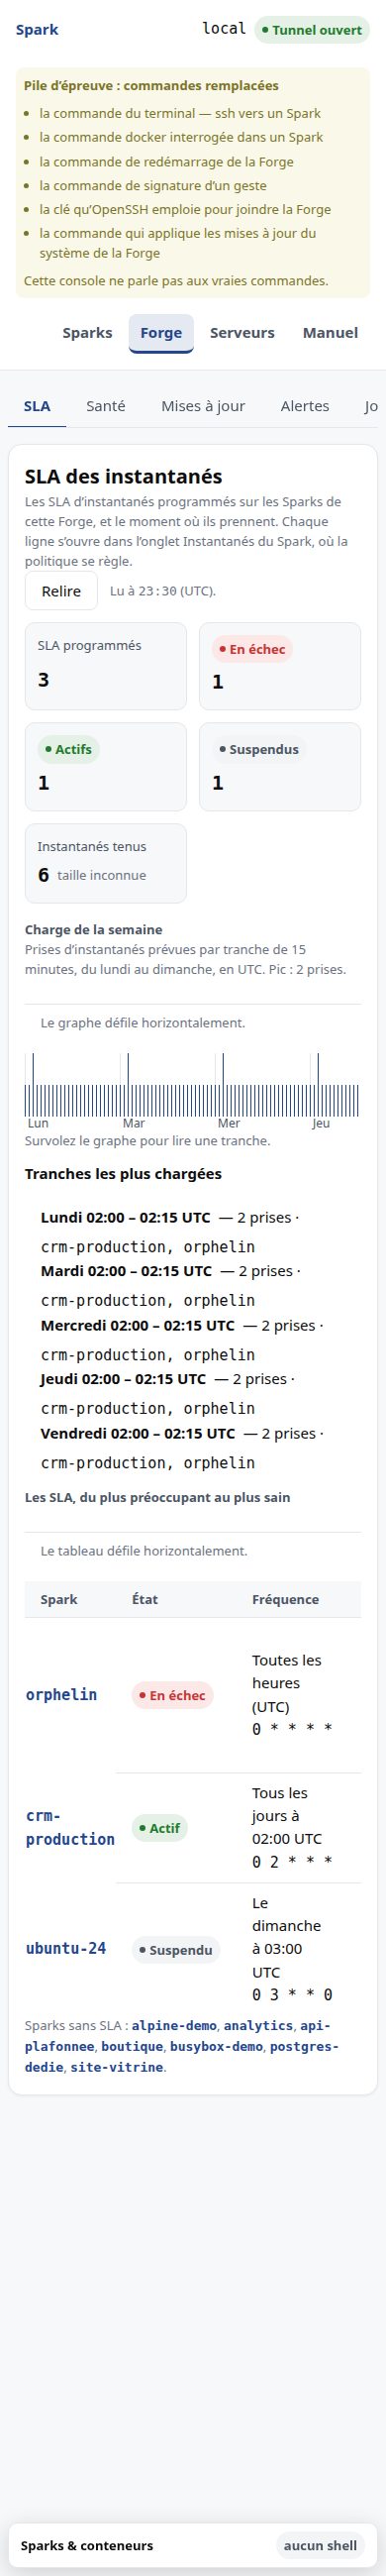 Spark
local
Tunnel ouvert
Pile d’épreuve : commandes remplacées
la commande du terminal — ssh vers un Spark
la commande docker interrogée dans un Spark
la commande de redémarrage de la Forge
la commande de signature d’un geste
la clé qu’OpenSSH emploie pour joindre la Forge
la commande qui applique les mises à jour du
système de la Forge
Cette console ne parle pas aux vraies commandes.
Sparks Forge Serveurs Manuel
SLA Santé Mises à jour Alertes Jo
SLA des instantanés
Les SLA d’instantanés programmés sur les Sparks de
cette Forge, et le moment où ils prennent. Chaque
ligne s’ouvre dans l’onglet Instantanés du Spark, où la
politique se règle.
Relire Lu à 23:30 (UTC).
SLA programmés
3
En échec
1
Actifs
1
Suspendus
1
Instantanés tenus
6 taille inconnue
Charge de la semaine
Prises d’instantanés prévues par tranche de 15
minutes, du lundi au dimanche, en UTC. Pic : 2 prises.
Le graphe défile horizontalement.
Lun Mar Mer Jeu
Survolez le graphe pour lire une tranche.
Tranches les plus chargées
Lundi 02:00 – 02:15 UTC — 2 prises ·
crm-production, orphelin
Mardi 02:00 – 02:15 UTC — 2 prises ·
crm-production, orphelin
Mercredi 02:00 – 02:15 UTC — 2 prises ·
crm-production, orphelin
Jeudi 02:00 – 02:15 UTC — 2 prises ·
crm-production, orphelin
Vendredi 02:00 – 02:15 UTC — 2 prises ·
crm-production, orphelin
Les SLA, du plus préoccupant au plus sain
Le tableau défile horizontalement.
Spark État Fréquence
orphelin
En échec
Toutes les
heures
(UTC)
0 * * * *
crm-
production
Actif
Tous les
jours à
02:00 UTC
0 2 * * *
ubuntu-24
Suspendu
Le
dimanche
à 03:00
UTC
0 3 * * 0
Sparks sans SLA : alpine-demo, analytics, api-
plafonnee, boutique, busybox-demo, postgres-
dedie, site-vitrine.
Sparks & conteneurs
aucun shell